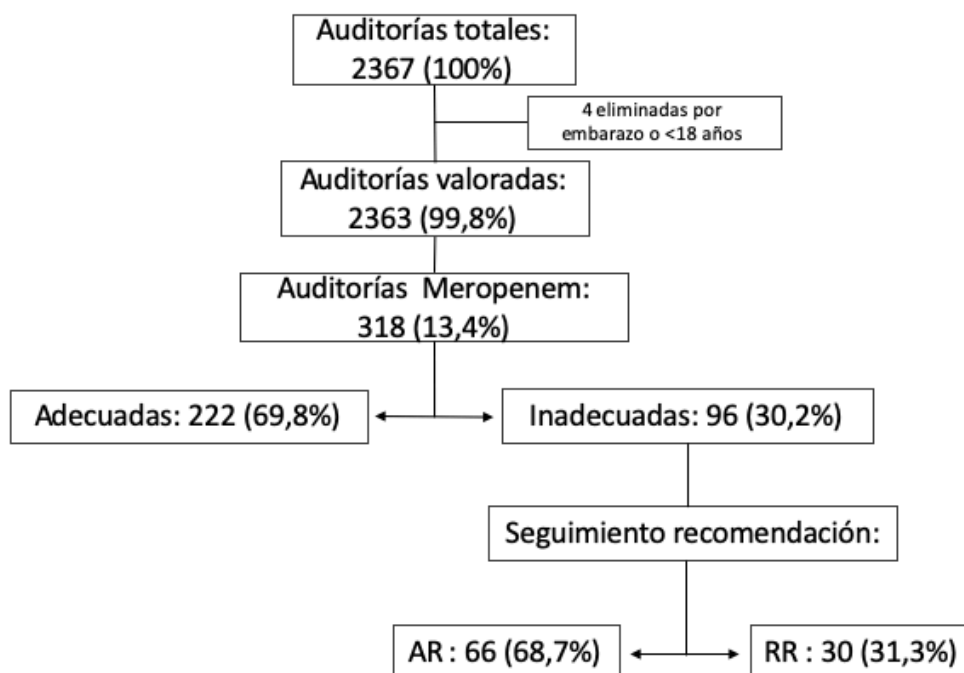 Auditorías totales:
2367 (100%)
4 eliminadas por
embarazo o <18 años
Auditorías valoradas:
2363 (99,8%)
Auditorías Meropenem:
318 (13,4%)
Adecuadas: 222 (69,8%)
Inadecuadas: 96 (30,2%)
Seguimiento recomendación:
AR : 66 (68,7%)
RR : 30 (31,3%)